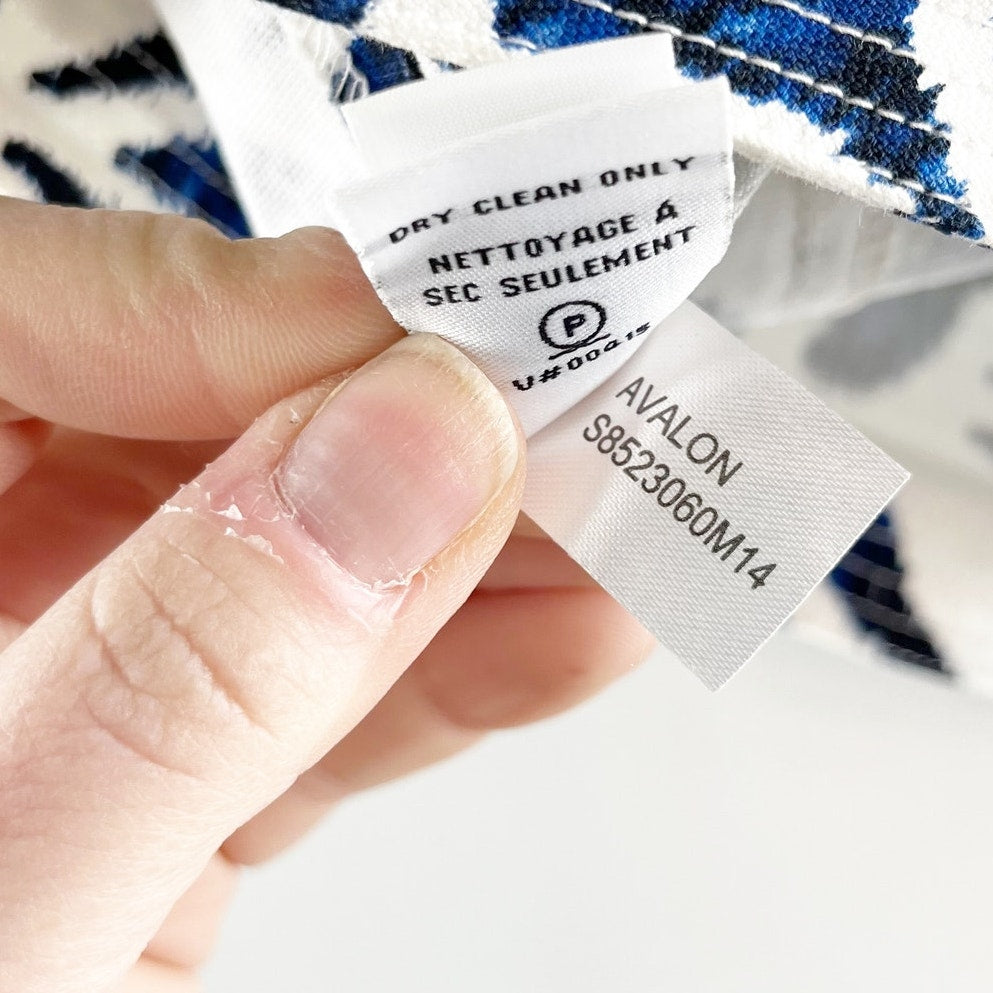 DRY CLEAN ONLY
NETTOYAGE À
SEC SEULEMENT
P
V#00415
AVALON
S8523060M14